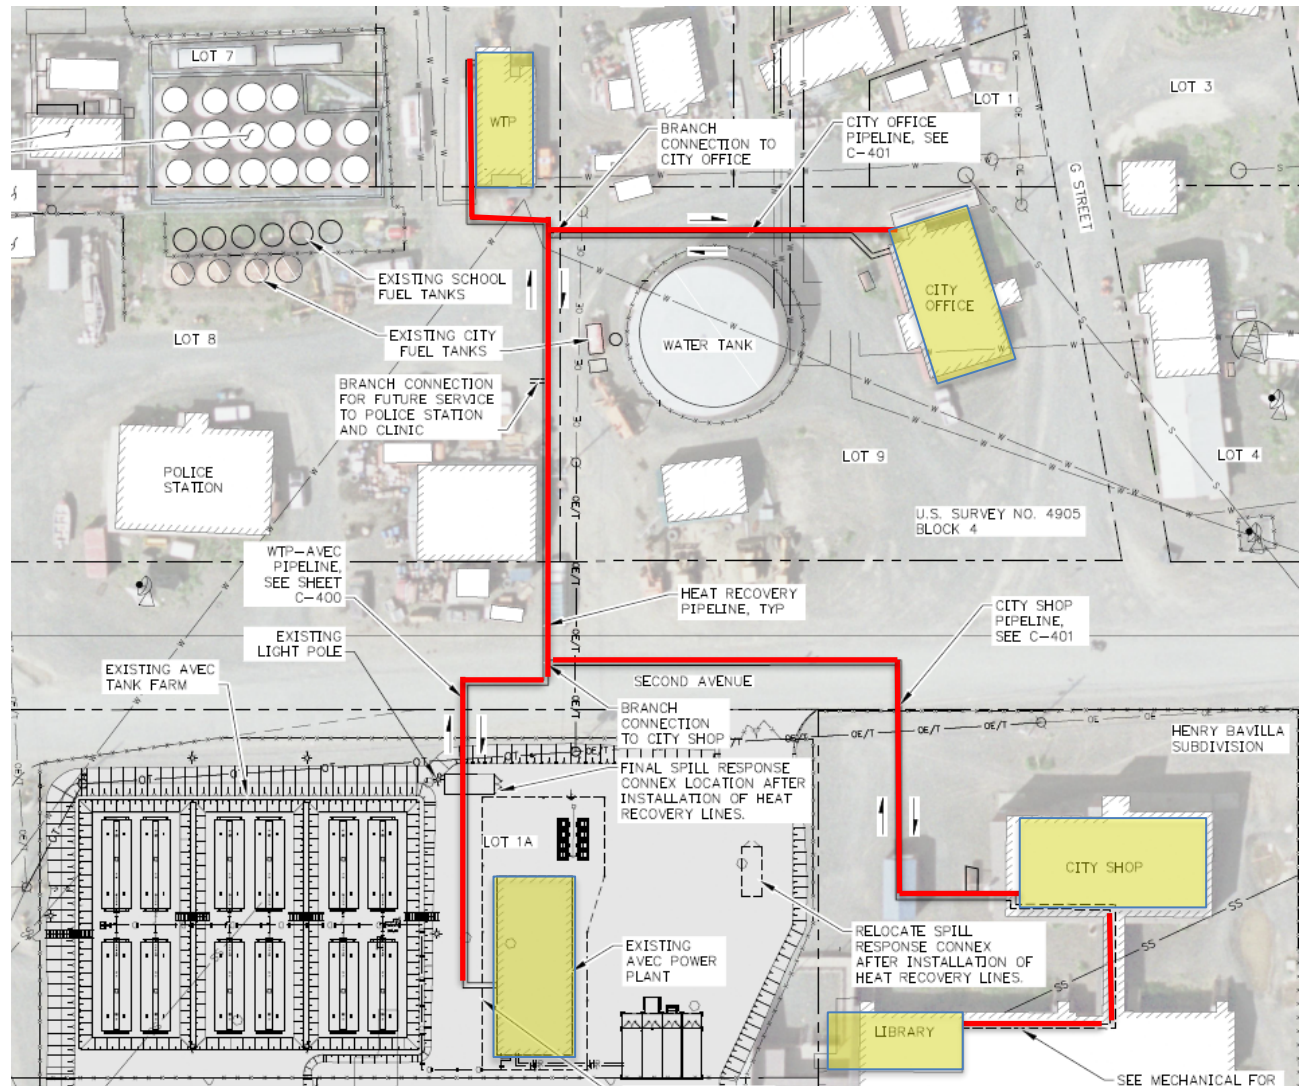 LOT 7
WTP
BRANCH
CONNECTION TO
CITY OFFICE
CITY OFFICE
PIPELINE, SEE
C-401
LOT 1
LOT 3
G STREET
EXISTING SCHOOL
FUEL TANKS
EXISTING CITY
FUEL TANKS
LOT 8
WATER TANK
CITY
OFFICE
BRANCH CONNECTION
FOR FUTURE SERVICE
TO POLICE STATION
AND CLINIC
POLICE
STATION
LOT 9
LOT 4
U.S. SURVEY NO. 4905
BLOCK 4
WTP-AVEC
PIPELINE,
SEE SHEET
C-400
HEAT RECOVERY
PIPELINE, TYP
CITY SHOP
PIPELINE,
SEE C-401
EXISTING
LIGHT POLE
EXISTING AVEC
TANK FARM
SECOND AVENUE
BRANCH
CONNECTION
TO CITY SHOP
HENRY BAVILLA
SUBDIVISION
FINAL SPILL RESPONSE
CONNEX LOCATION AFTER
INSTALLATION OF HEAT
RECOVERY LINES.
LOT 1A
CITY SHOP
EXISTING
AVEC POWER
PLANT
RELOCATE SPILL
RESPONSE CONNEX
AFTER INSTALLATION OF
HEAT RECOVERY LINES.
LIBRARY
SEE MECHANICAL FOR